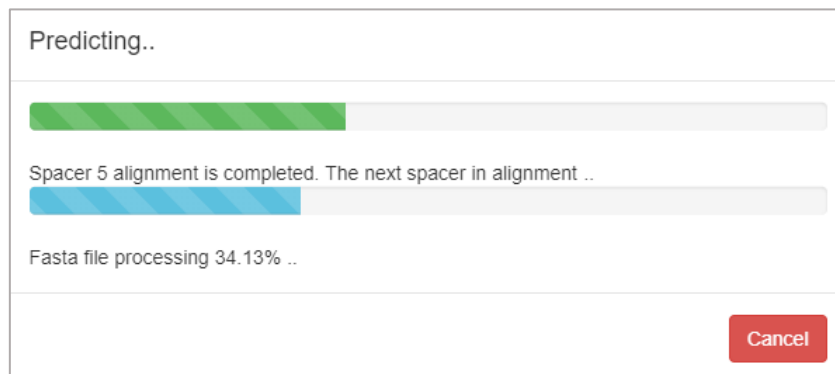 Predicting..
Spacer 5 alignment is completed. The next spacer in alignment ..
Fasta file processing 34.13% ..
Cancel